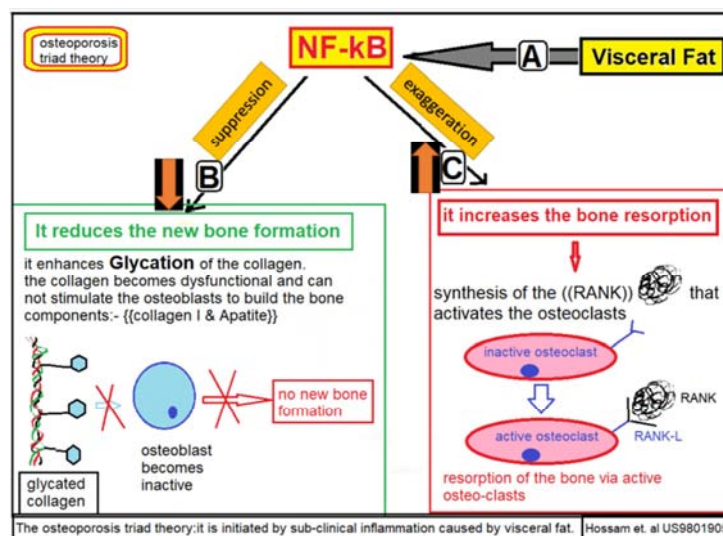 osteoporosis
triad theory
NF-kB
A
Visceral Fat
suppression
exaggeration
B
C
It reduces the new bone formation
it enhances Glycation of the collagen.
the collagen becomes dysfunctional and can
not stimulate the osteoblasts to build the bone
components:- {{collagen I & Apatite}}
no new bone
formation
osteoblast
becomes
inactive
glycated
collagen
it increases the bone resorption
synthesis of the ((RANK)) that
activates the osteoclasts
inactive osteoclast
RANK
active osteoclast
RANK-L
resorption of the bone via active
osteo-clasts
The osteoporosis triad theory:it is initiated by sub-clinical inflammation caused by visceral fat.
Hossam et. al